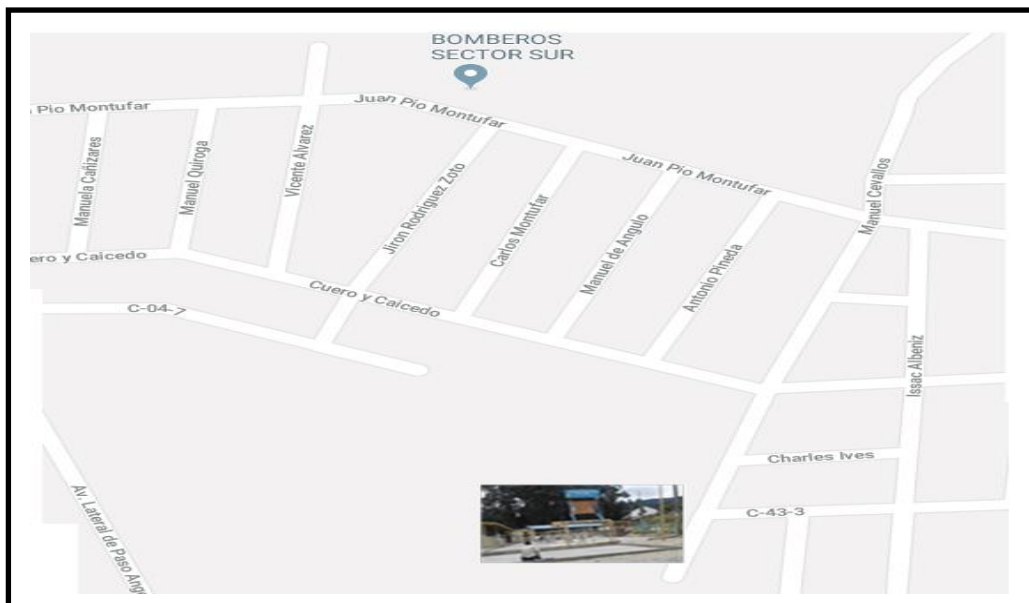 BOMBEROS
SECTOR SUR
Pio Montufar
Juan Pio Montufar
Juan Pio Montufar
Manuela Cañizares
Manuel Quiroga
Vicente Alvarez
Jiron Rodriguez Zoto
Carlos Montufar
Manuel de Angulo
Antonio Pineda
Manuel Cevallos
ero y Caicedo
Cuero y Caicedo
C-04-7
Issac Albeniz
Charles Ives
C-43-3
Av. Lateral de Paso Ange